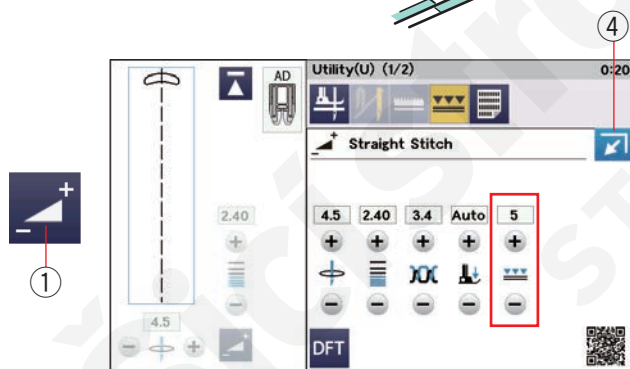 ④
AD
Utility(U) (1/2)
0:20
Straight Stitch
2.40
4.5 2.40 3.4 Auto 5
①
4.5
DFT